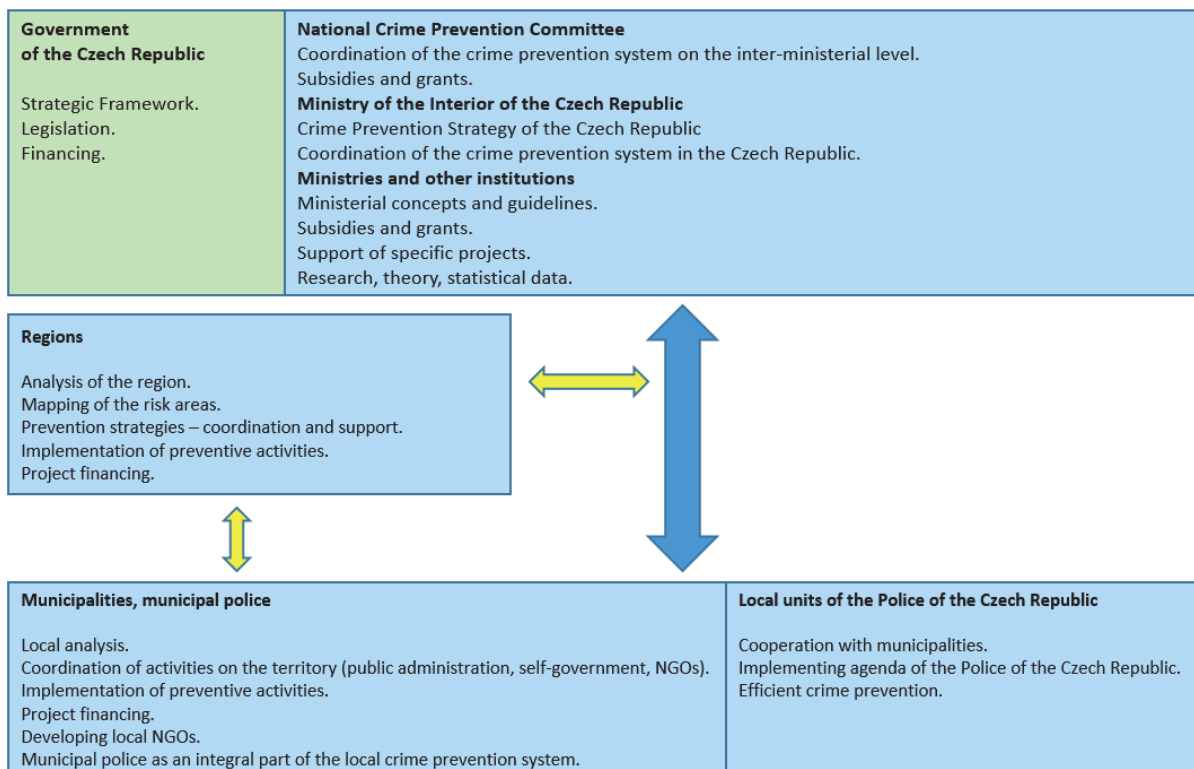 Government
of the Czech Republic
Strategic Framework.
Legislation.
Financing.
National Crime Prevention Committee
Coordination of the crime prevention system on the inter-ministerial level.
Subsidies and grants.
Ministry of the Interior of the Czech Republic
Crime Prevention Strategy of the Czech Republic
Coordination of the crime prevention system in the Czech Republic.
Ministries and other institutions
Ministerial concepts and guidelines.
Subsidies and grants.
Support of specific projects.
Research, theory, statistical data.
Regions
Analysis of the region.
Mapping of the risk areas.
Prevention strategies – coordination and support.
Implementation of preventive activities.
Project financing.
Municipalities, municipal police
Local analysis.
Coordination of activities on the territory (public administration, self-government, NGOs).
Implementation of preventive activities.
Project financing.
Developing local NGOs.
Municipal police as an integral part of the local crime prevention system.
Local units of the Police of the Czech Republic
Cooperation with municipalities.
Implementing agenda of the Police of the Czech Republic.
Efficient crime prevention.